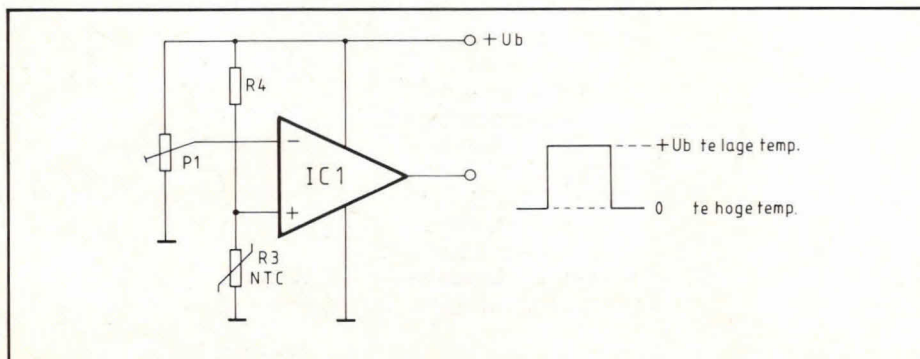 +Ub
R4
P1
−
IC1
+
R3
NTC
+Ub te lage temp.
0 te hoge temp.